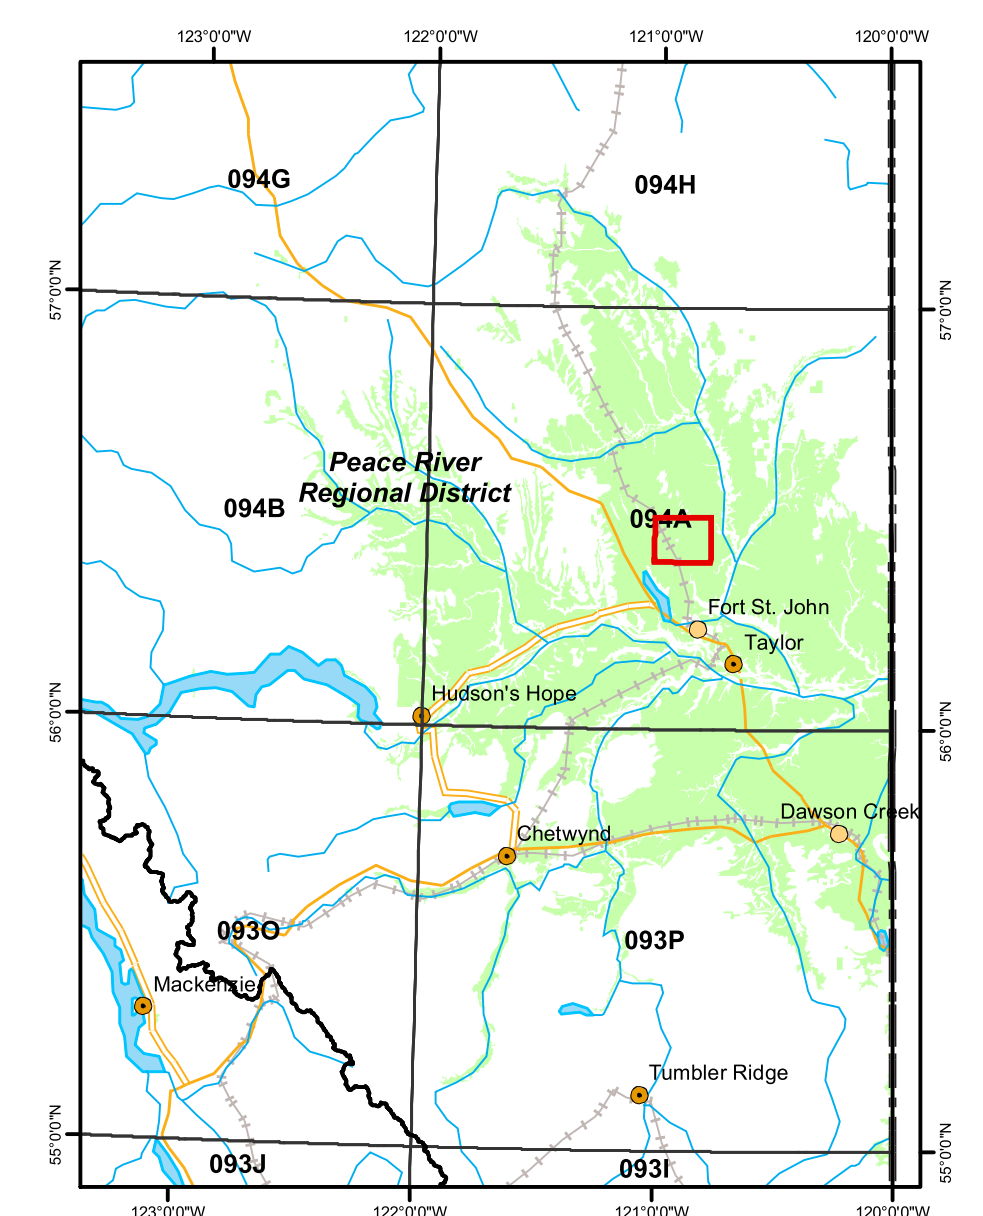 123°0'0"W 122°0'0"W 121°0'0"W 120°0'0"W
094G
094H
57°0'0"N
57°0'0"N
Peace River
Regional District
094B
094A
Fort St. John
Taylor
Hudson's Hope
56°0'0"N
56°0'0"N
Dawson Creek
Chetwynd
093O
093P
Mackenzie
Tumbler Ridge
55°0'0"N
55°0'0"N
093J
093I
123°0'0"W 122°0'0"W 121°0'0"W 120°0'0"W